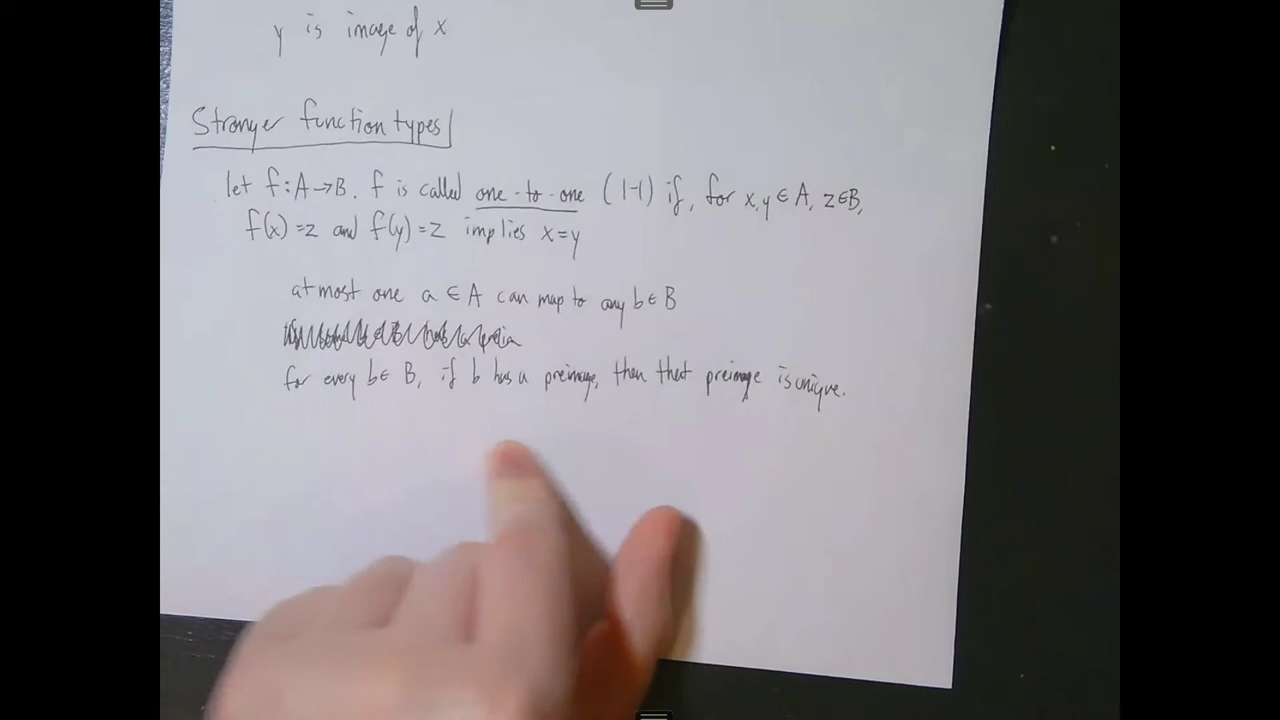 y is image of x
Stronger function types
let f: A→B. f is called one-to-one (1-1) if, for x,y ∈ A, z∈B,
f(x)=z and f(y)=z implies x=y
at most one a ∈ A can map to any b∈ B
for every b∈ B, if b has a preimage, then that preimage is unique.